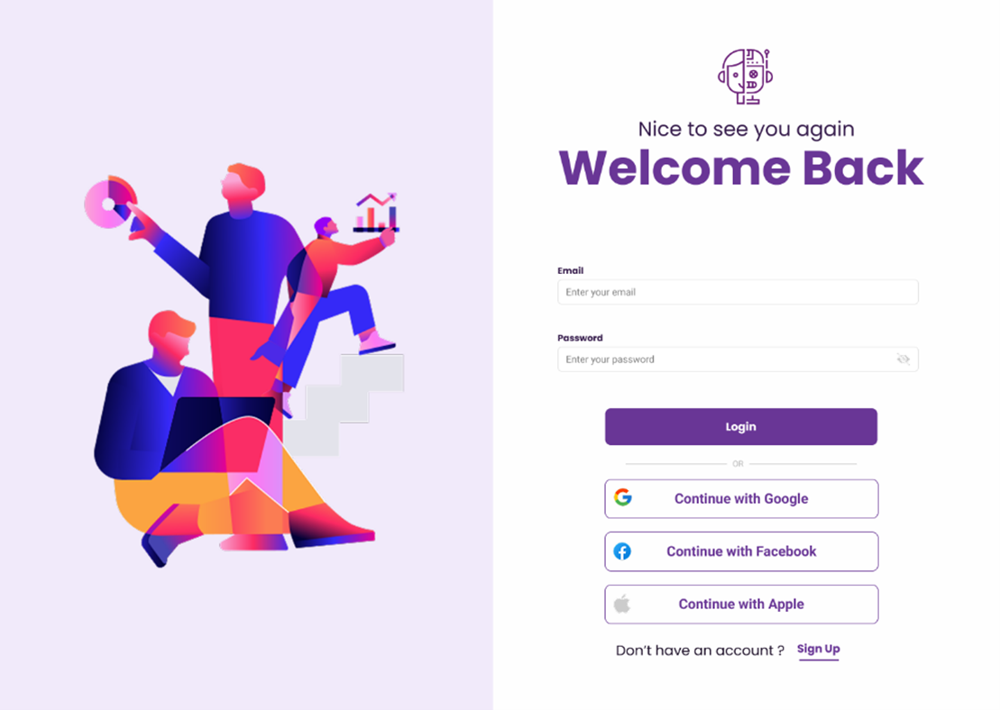 Nice to see you again
Welcome Back
Email
Enter your email
Password
Enter your password
Login
OR
Continue with Google
Continue with Facebook
Continue with Apple
Don't have an account ? Sign Up